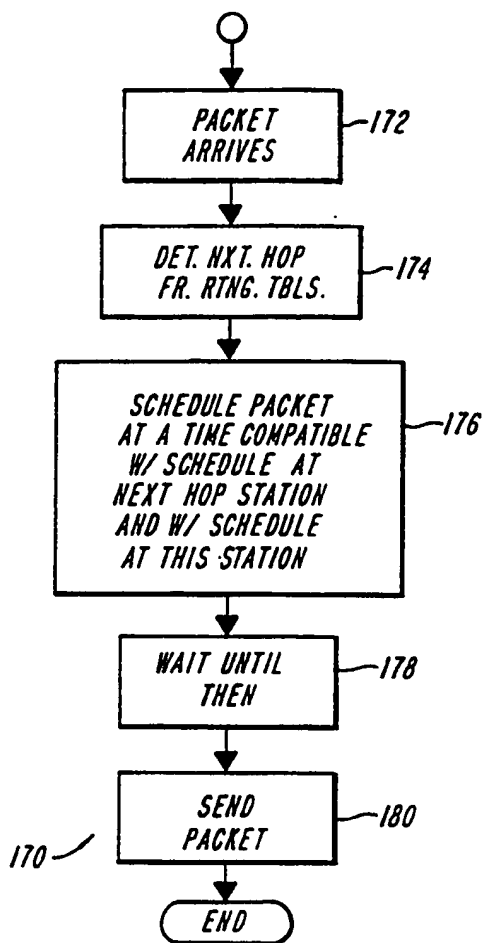 PACKET
ARRIVES
172
DET. NXT. HOP
FR. RTNG. TBLS.
174
SCHEDULE PACKET
AT A TIME COMPATIBLE
W/ SCHEDULE AT
NEXT HOP STATION
AND W/ SCHEDULE
AT THIS STATION
176
WAIT UNTIL
THEN
178
SEND
PACKET
180
170
END